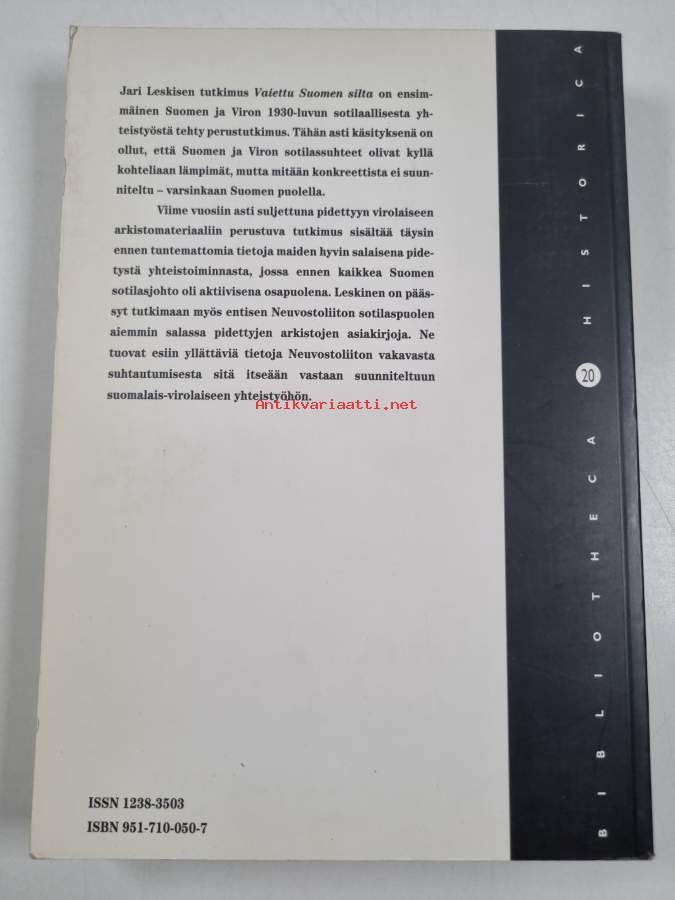 Jari Leskisen tutkimus Vaiettu Suomen silta on ensim-
mäinen Suomen ja Viron 1930-luvun sotilaallisesta yh-
teistyöstä tehty perustutkimus. Tähän asti käsityksenä on
ollut, että Suomen ja Viron sotilassuhteet olivat kyllä
kohteliaan lämpimät, mutta mitään konkreettista ei suun-
niteltu – varsinkaan Suomen puolella.
Viime vuosiin asti suljettuna pidettyyn virolaiseen
arkistomateriaaliin perustuva tutkimus sisältää täysin
ennen tuntemattomia tietoja maiden hyvin salaisena pide-
tystä yhteistoiminnasta, jossa ennen kaikkea Suomen
sotilasjohto oli aktiivisena osapuolena. Leskinen on pääs-
syt tutkimaan myös entisen Neuvostoliiton sotilaspuolen
aiemmin salassa pidettyjen arkistojen asiakirjoja. Ne
tuovat esiin yllättäviä tietoja Neuvostoliiton vakavasta
suhtautumisesta sitä itseään vastaan suunniteltuun
suomalais-virolaiseen yhteistyöhön.
Antikvariaatti.net
ISSN 1238-3503
ISBN 951-710-050-7
BIBLIOTHECA 20 HISTORICA